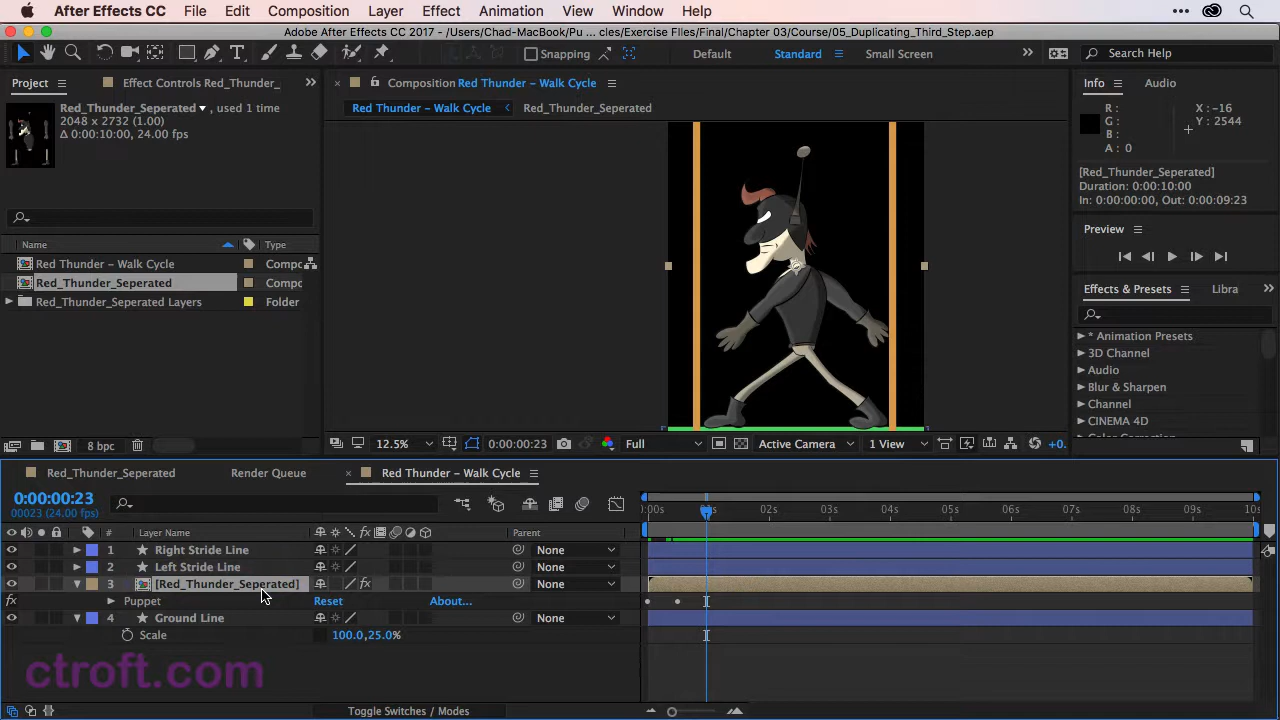 After Effects CC File Edit Composition Layer Effect Animation View Window Help
Adobe After Effects CC 2017 - /Users/Chad-MacBook/Pu ... cles/Exercise Files/Final/Chapter 03/Course/05_Duplicating_Third_Step.aep
Snapping Default Standard Small Screen Search Help
Project Effect Controls Red_Thunder_
Red_Thunder_Seperated , used 1 time
2048 x 2732 (1.00)
Δ 0:00:10:00, 24.00 fps
Name Type
Red Thunder – Walk Cycle Compo
Red_Thunder_Seperated Compo
Red_Thunder_Seperated Layers Folder
8 bpc
Composition Red Thunder – Walk Cycle
Red Thunder – Walk Cycle Red_Thunder_Seperated
12.5% 0:00:00:23 Full Active Camera 1 View +0.
Info Audio
R :
G :
B :
A : 0
X : -16
Y : 2544
[Red_Thunder_Seperated]
Duration: 0:00:10:00
In: 0:00:00:00, Out: 0:00:09:23
Preview
Effects & Presets Libra
* Animation Presets
3D Channel
Audio
Blur & Sharpen
Channel
CINEMA 4D
Color Correction
Red_Thunder_Seperated Render Queue Red Thunder – Walk Cycle
0:00:00:23
00023 (24.00 fps)
:00s 02s 03s 04s 05s 06s 07s 08s 09s 10s
# Layer Name Parent
1 Right Stride Line None
2 Left Stride Line None
3 [Red_Thunder_Seperated] None
Puppet Reset About...
4 Ground Line None
Scale 100.0,25.0%
ctroft.com
Toggle Switches / Modes